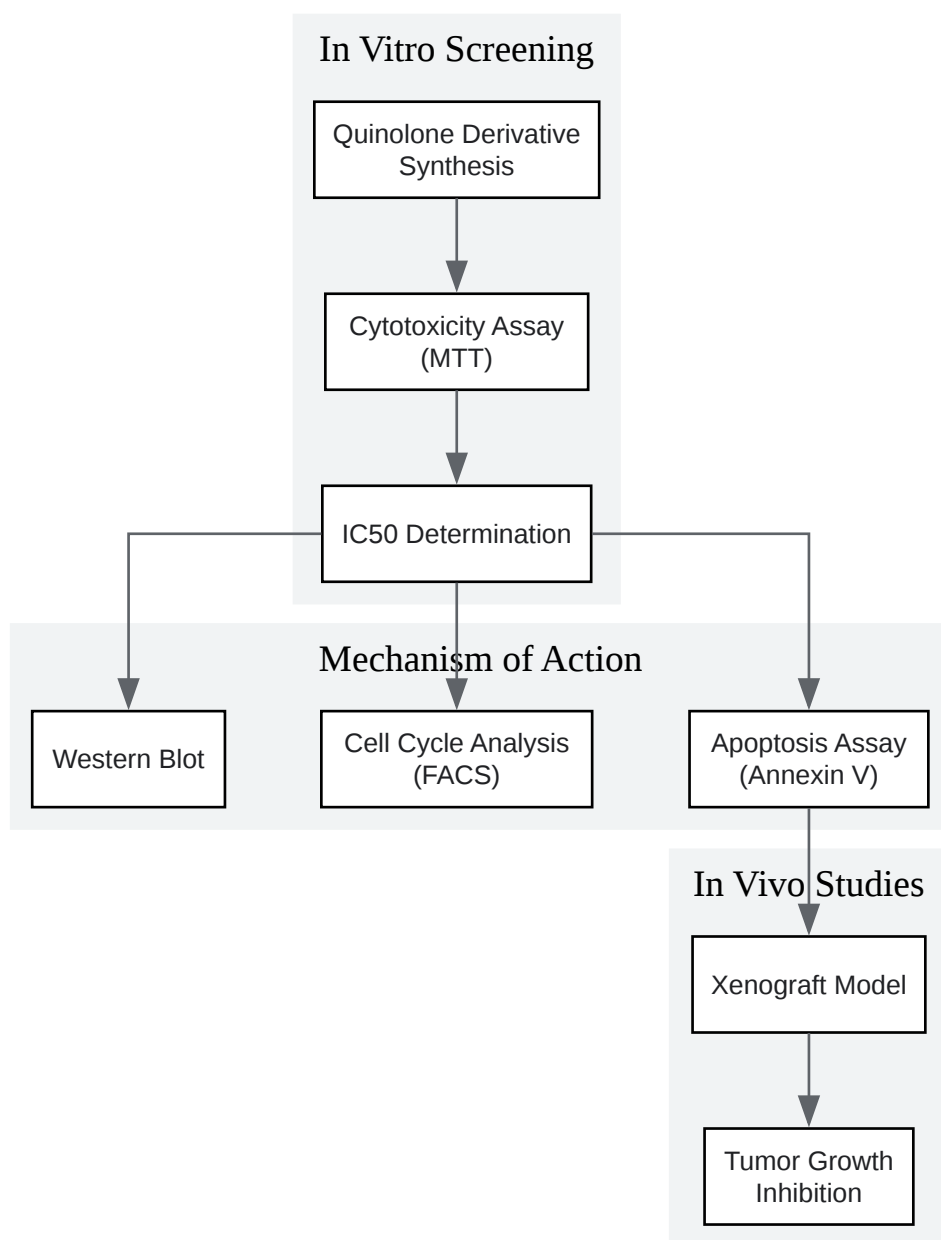 In Vitro Screening
Quinolone Derivative
Synthesis
Cytotoxicity Assay
(MTT)
IC50 Determination
Mechanism of Action
Western Blot
Cell Cycle Analysis
(FACS)
Apoptosis Assay
(Annexin V)
In Vivo Studies
Xenograft Model
Tumor Growth
Inhibition